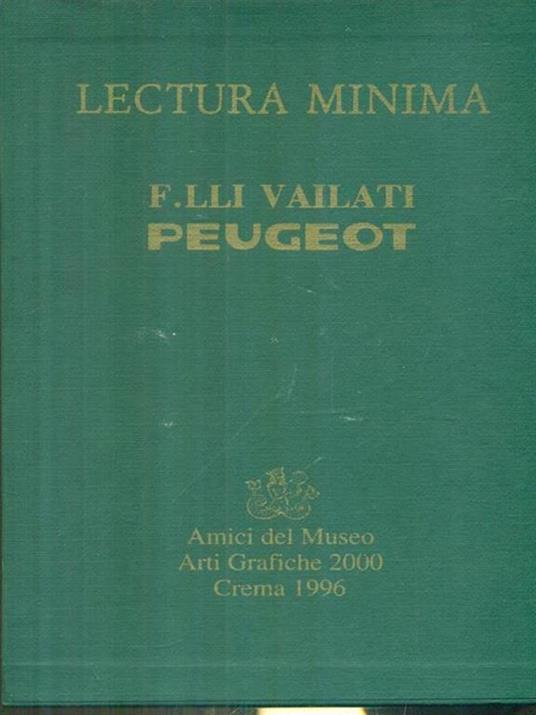 LECTURA MINIMA
F.LLI VAILATI
PEUGEOT
Amici del Museo
Arti Grafiche 2000
Crema 1996